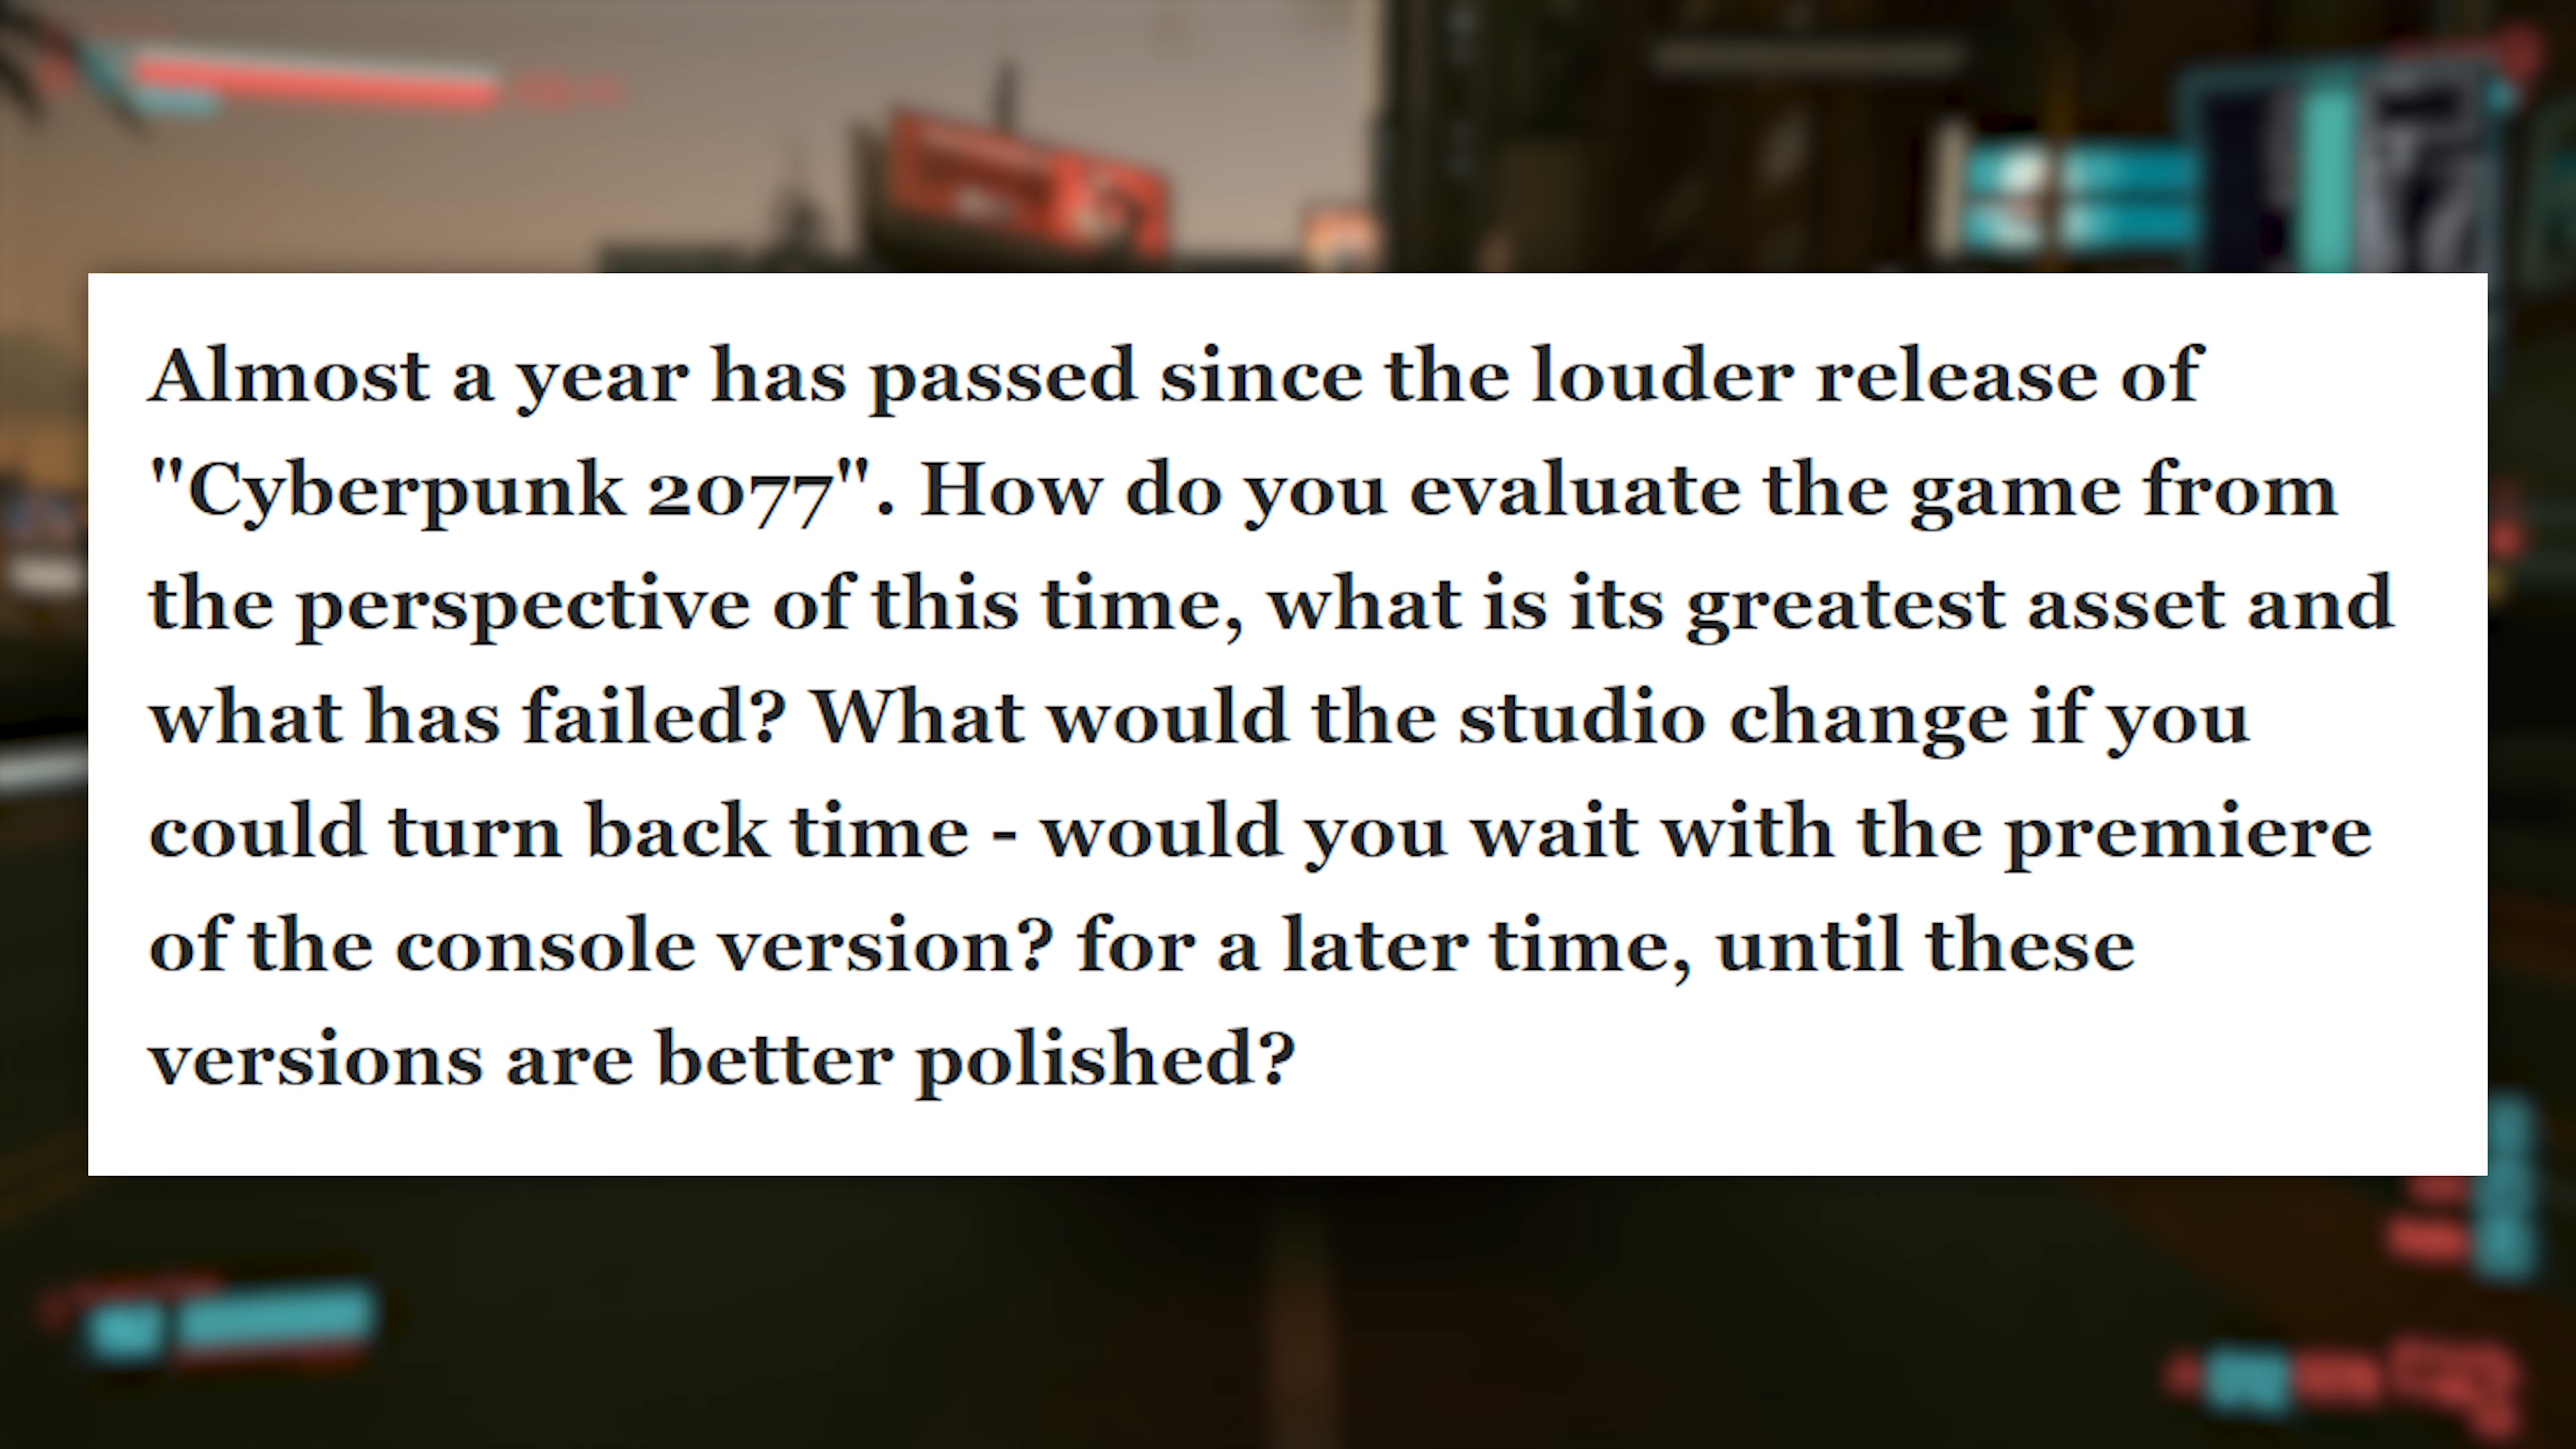 Almost a year has passed since the louder release of
"Cyberpunk 2077". How do you evaluate the game from
the perspective of this time, what is its greatest asset and
what has failed? What would the studio change if you
could turn back time - would you wait with the premiere
of the console version? for a later time, until these
versions are better polished?